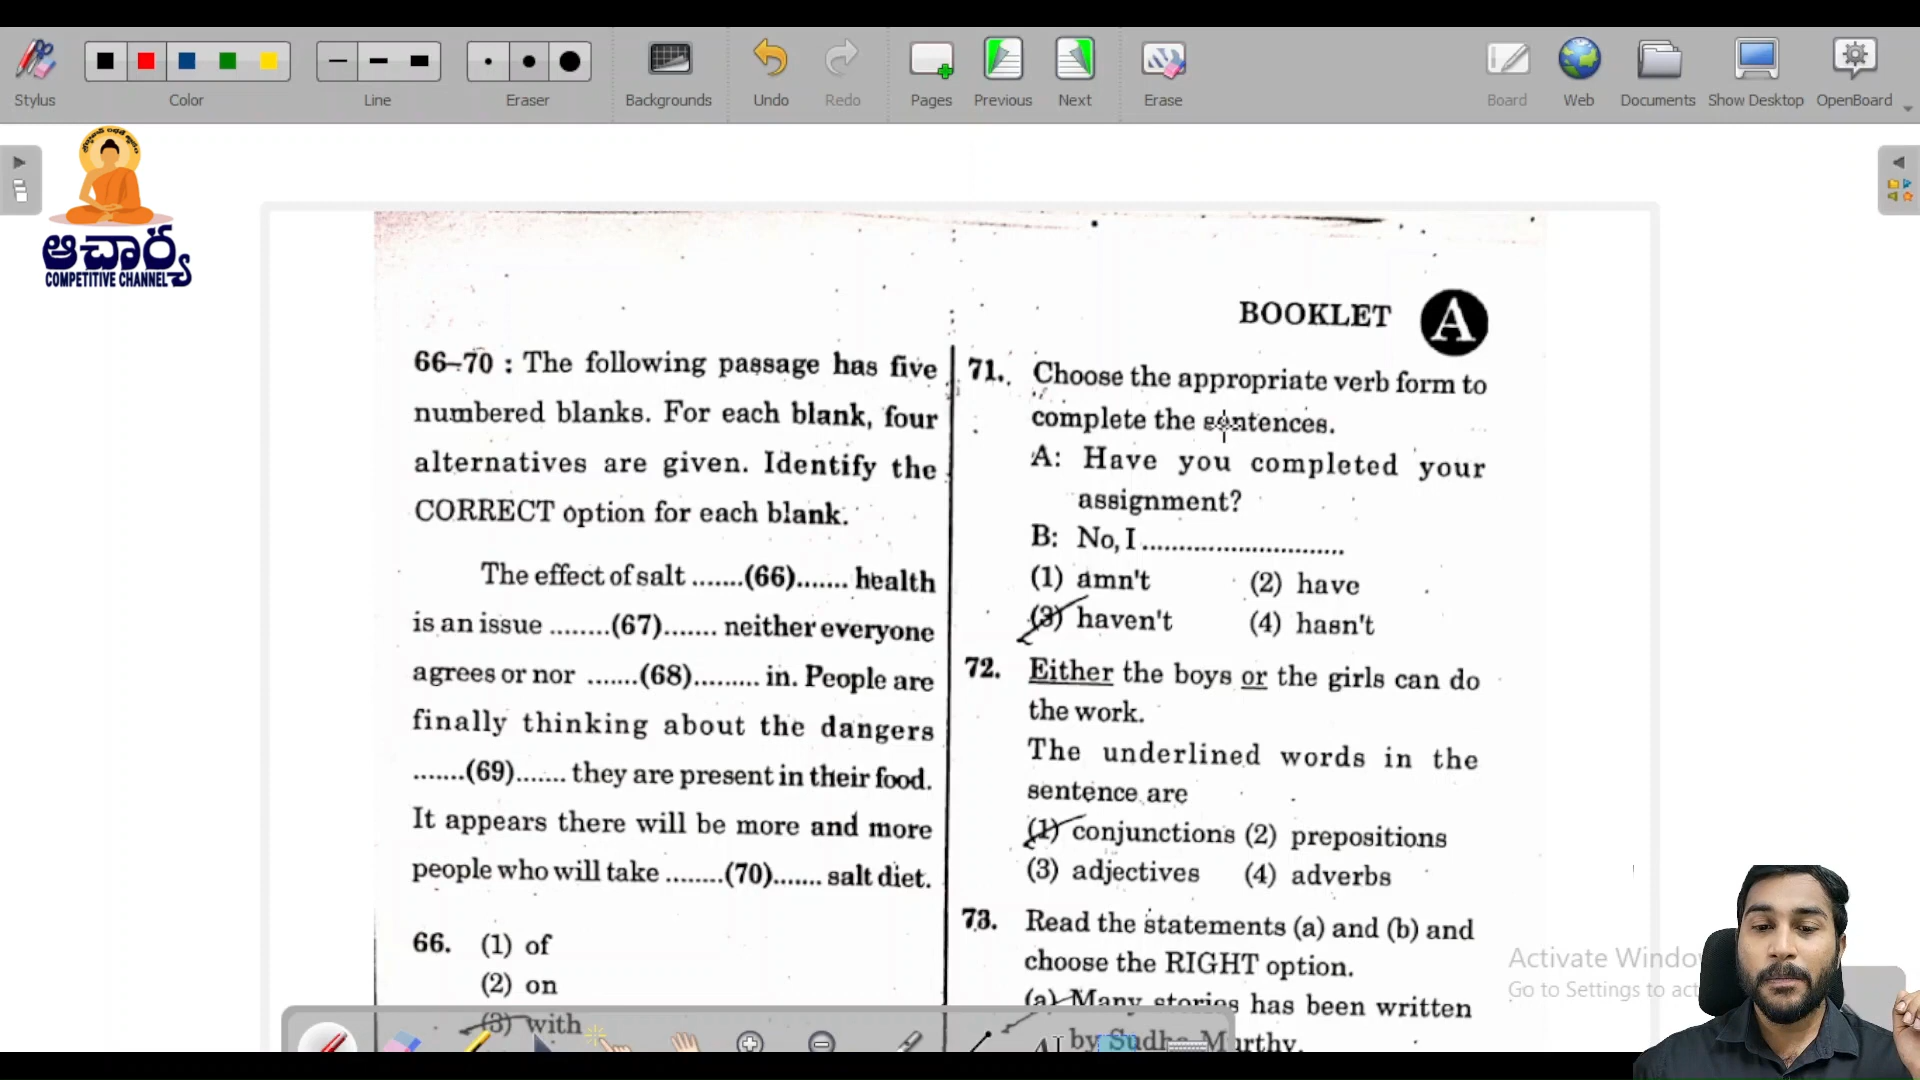 Stylus
Color
Line
Eraser
Backgrounds
Undo
Redo
Pages
Previous
Next
Erase
Board
Web
Documents
Show Desktop
OpenBoard
ఆచార్య
COMPETITIVE CHANNEL
BOOKLET A
66–70 : The following passage has five
numbered blanks. For each blank, four
alternatives are given. Identify the
CORRECT option for each blank.
The effect of salt .......(66)....... health
is an issue ........(67)....... neither everyone
agrees or nor .......(68)......... in. People are
finally thinking about the dangers
.......(69)....... they are present in their food.
It appears there will be more and more
people who will take ........(70)....... salt diet.
66. (1) of
(2) on
(3) with
71. Choose the appropriate verb form to
complete the sentences.
A: Have you completed your
assignment?
B: No, I ...........................
(1) amn't (2) have
(3) haven't (4) hasn't
72. Either the boys or the girls can do
the work.
The underlined words in the
sentence are
(1) conjunctions (2) prepositions
(3) adjectives (4) adverbs
73. Read the statements (a) and (b) and
choose the RIGHT option.
(a) Many stories has been written
by Sudha Murthy.
Activate Windo
Go to Settings to act